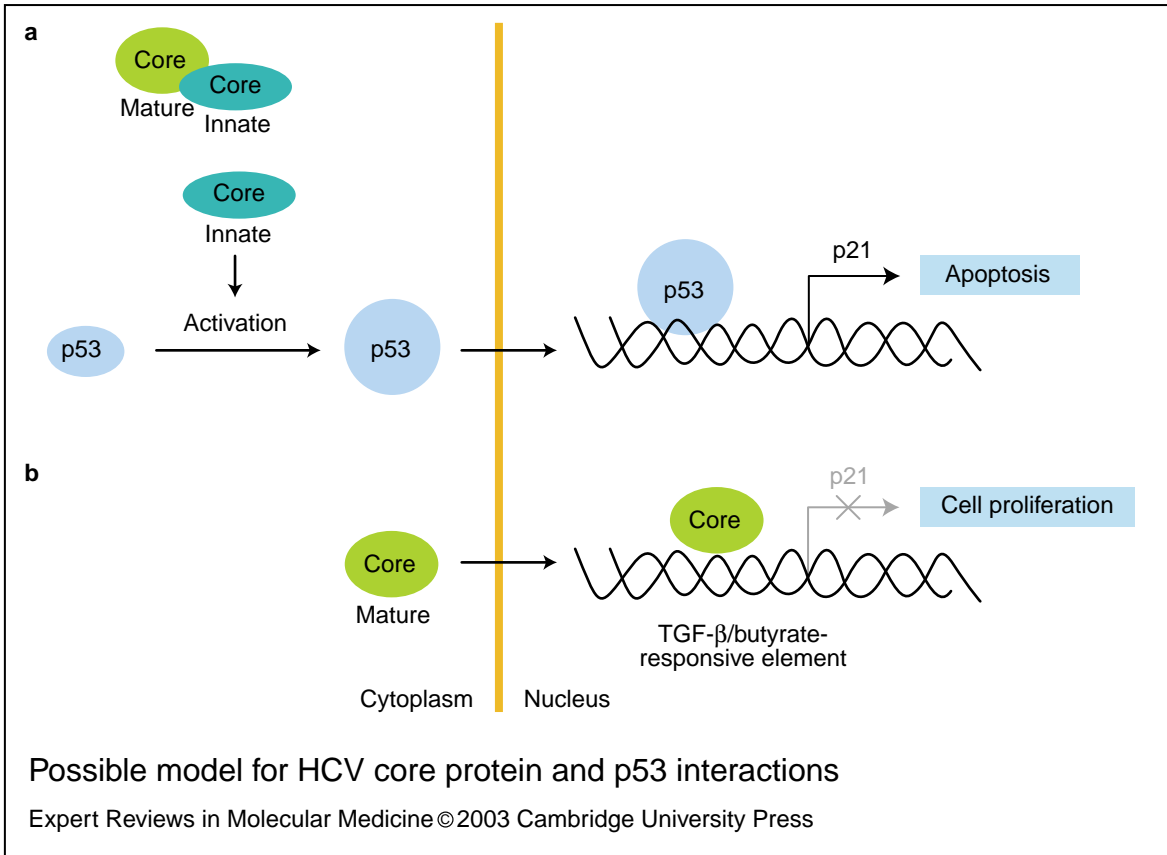 a
Core
Core
Mature
Innate
Core
Innate
Activation
p53
p53
p53
p21
Apoptosis
b
Core
Mature
Core
p21
Cell proliferation
TGF-β/butyrate-
responsive element
Cytoplasm
Nucleus
Possible model for HCV core protein and p53 interactions
Expert Reviews in Molecular Medicine © 2003 Cambridge University Press